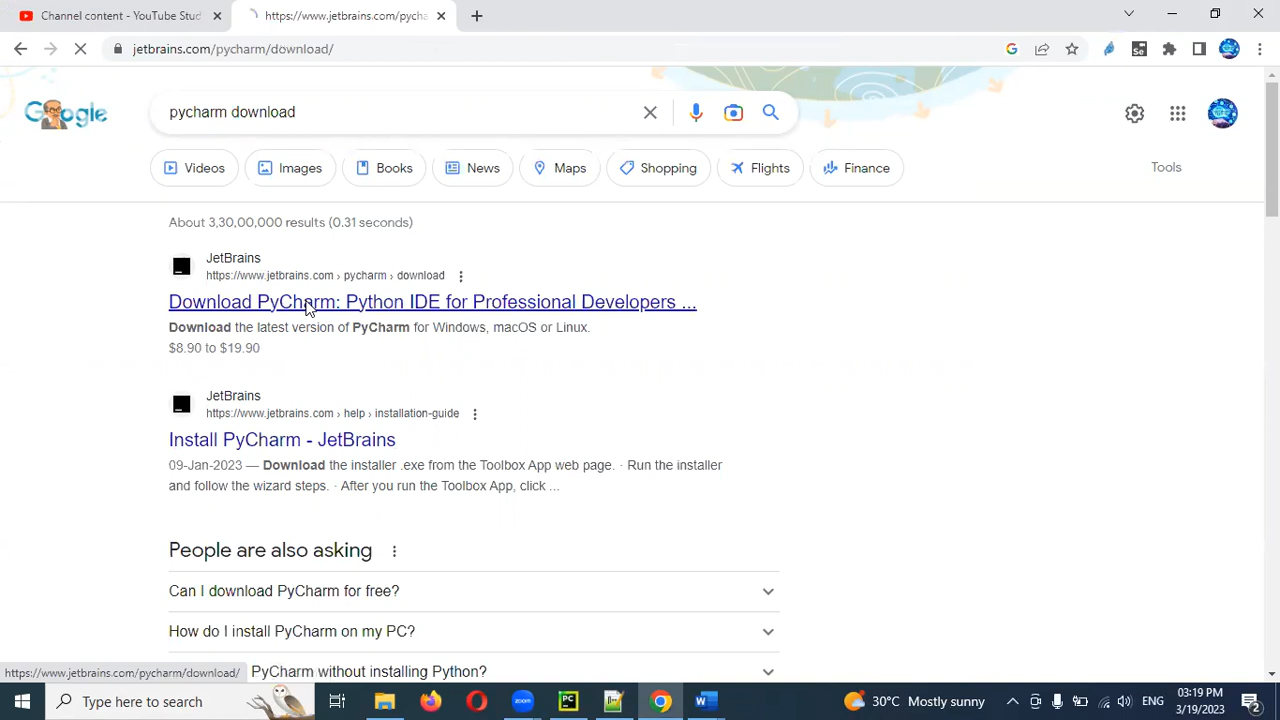 Channel content - YouTube Stud
https://www.jetbrains.com/pycha
jetbrains.com/pycharm/download/
Google
pycharm download
Videos
Images
Books
News
Maps
Shopping
Flights
Finance
Tools
About 3,30,00,000 results (0.31 seconds)
JetBrains
https://www.jetbrains.com › pycharm › download
Download PyCharm: Python IDE for Professional Developers ...
Download the latest version of PyCharm for Windows, macOS or Linux.
$8.90 to $19.90
JetBrains
https://www.jetbrains.com › help › installation-guide
Install PyCharm - JetBrains
09-Jan-2023 — Download the installer .exe from the Toolbox App web page. · Run the installer
and follow the wizard steps. · After you run the Toolbox App, click ...
People are also asking
Can I download PyCharm for free?
How do I install PyCharm on my PC?
PyCharm without installing Python?
https://www.jetbrains.com/pycharm/download/
Type here to search
PC
zoom
W
30°C Mostly sunny
ENG
03:19 PM
3/19/2023
2